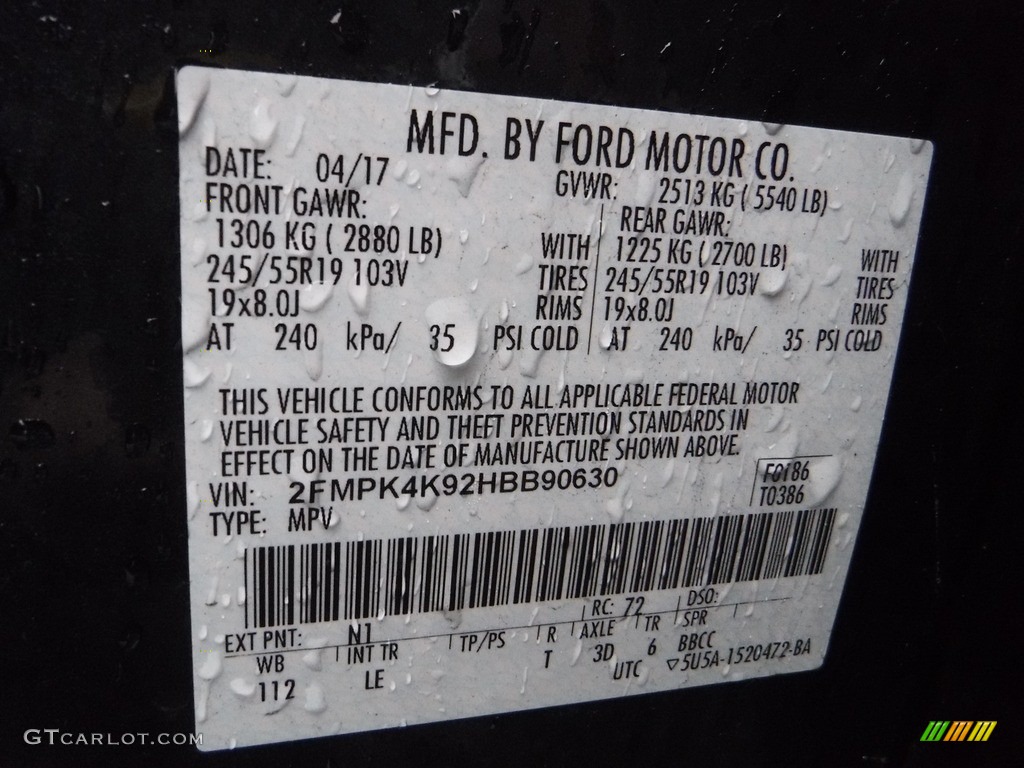 MFD. BY FORD MOTOR CO.
DATE: 04/17 GVWR: 2513 KG ( 5540 LB)
FRONT GAWR: REAR GAWR:
1306 KG ( 2880 LB) WITH 1225 KG ( 2700 LB) WITH
245/55R19 103V TIRES 245/55R19 103V TIRES
19x8.0J RIMS 19x8.0J RIMS
AT 240 kPa/ 35 PSI COLD AT 240 kPa/ 35 PSI COLD
THIS VEHICLE CONFORMS TO ALL APPLICABLE FEDERAL MOTOR
VEHICLE SAFETY AND THEFT PREVENTION STANDARDS IN
EFFECT ON THE DATE OF MANUFACTURE SHOWN ABOVE.
VIN: 2FMPK4K92HBB90630 F0186
TYPE: MPV T0386
EXT PNT: N1 RC: 72 DSO:
WB INT TR TP/PS R AXLE TR SPR
112 LE T 3D 6 BBCC
UTC ▽5U5A-1520472-BA
GTcarlot.com